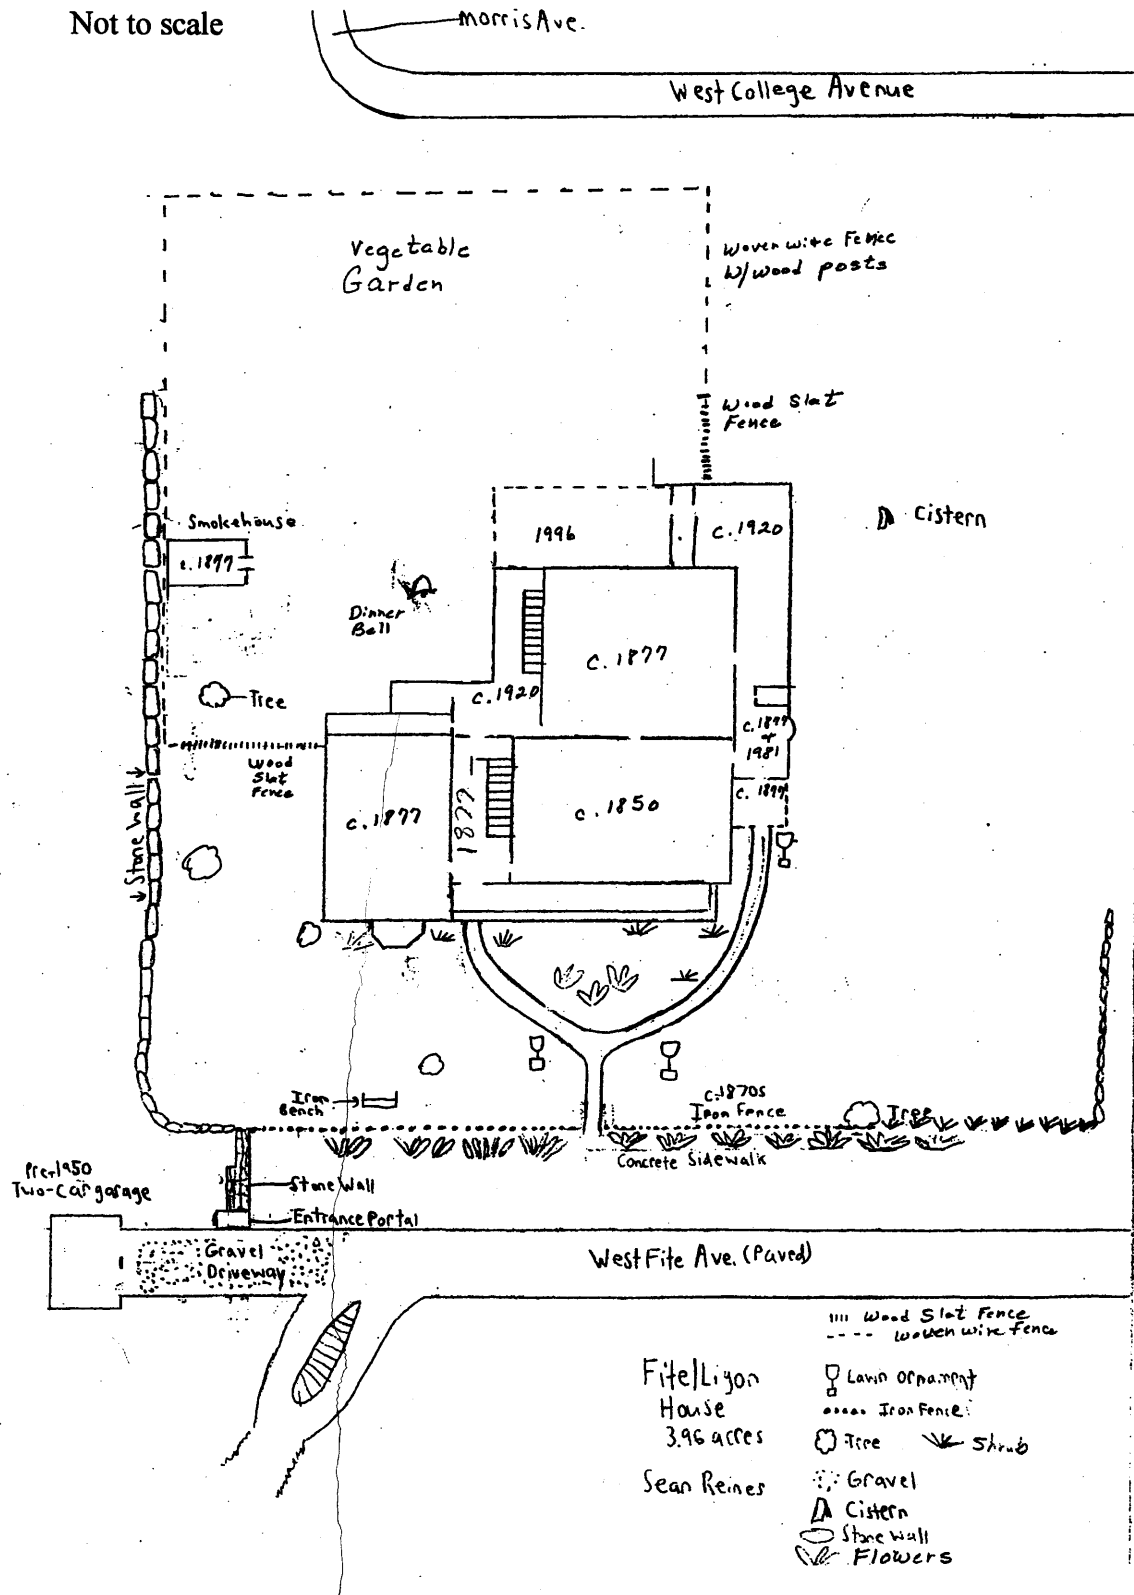 Not to scale
Morris Ave.
West College Avenue
Vegetable
Garden
Woven wire Fence
W/wood posts
Wood Slat
Fence
Smokehouse
c.1877
1996
c.1920
Cistern
Dinner
Bell
c.1877
Tree
c.1920
Wood
Slat
Fence
c.1877
1981
c.1877
c.1877
1877
c.1850
Stone Wall
Iron
Bench
c.1870s
Iron Fence
Tree
Concrete Sidewalk
Pre-1950
Two-Car garage
Stone Wall
Entrance Portal
Gravel
Driveway
West Fite Ave. (Paved)
Wood Slat Fence
Woven wire Fence
Fite/Ligon
House
3.96 acres
Sean Reines
Lawn ornament
Iron Fence
Tree
Shrub
Gravel
Cistern
Stone Wall
Flowers